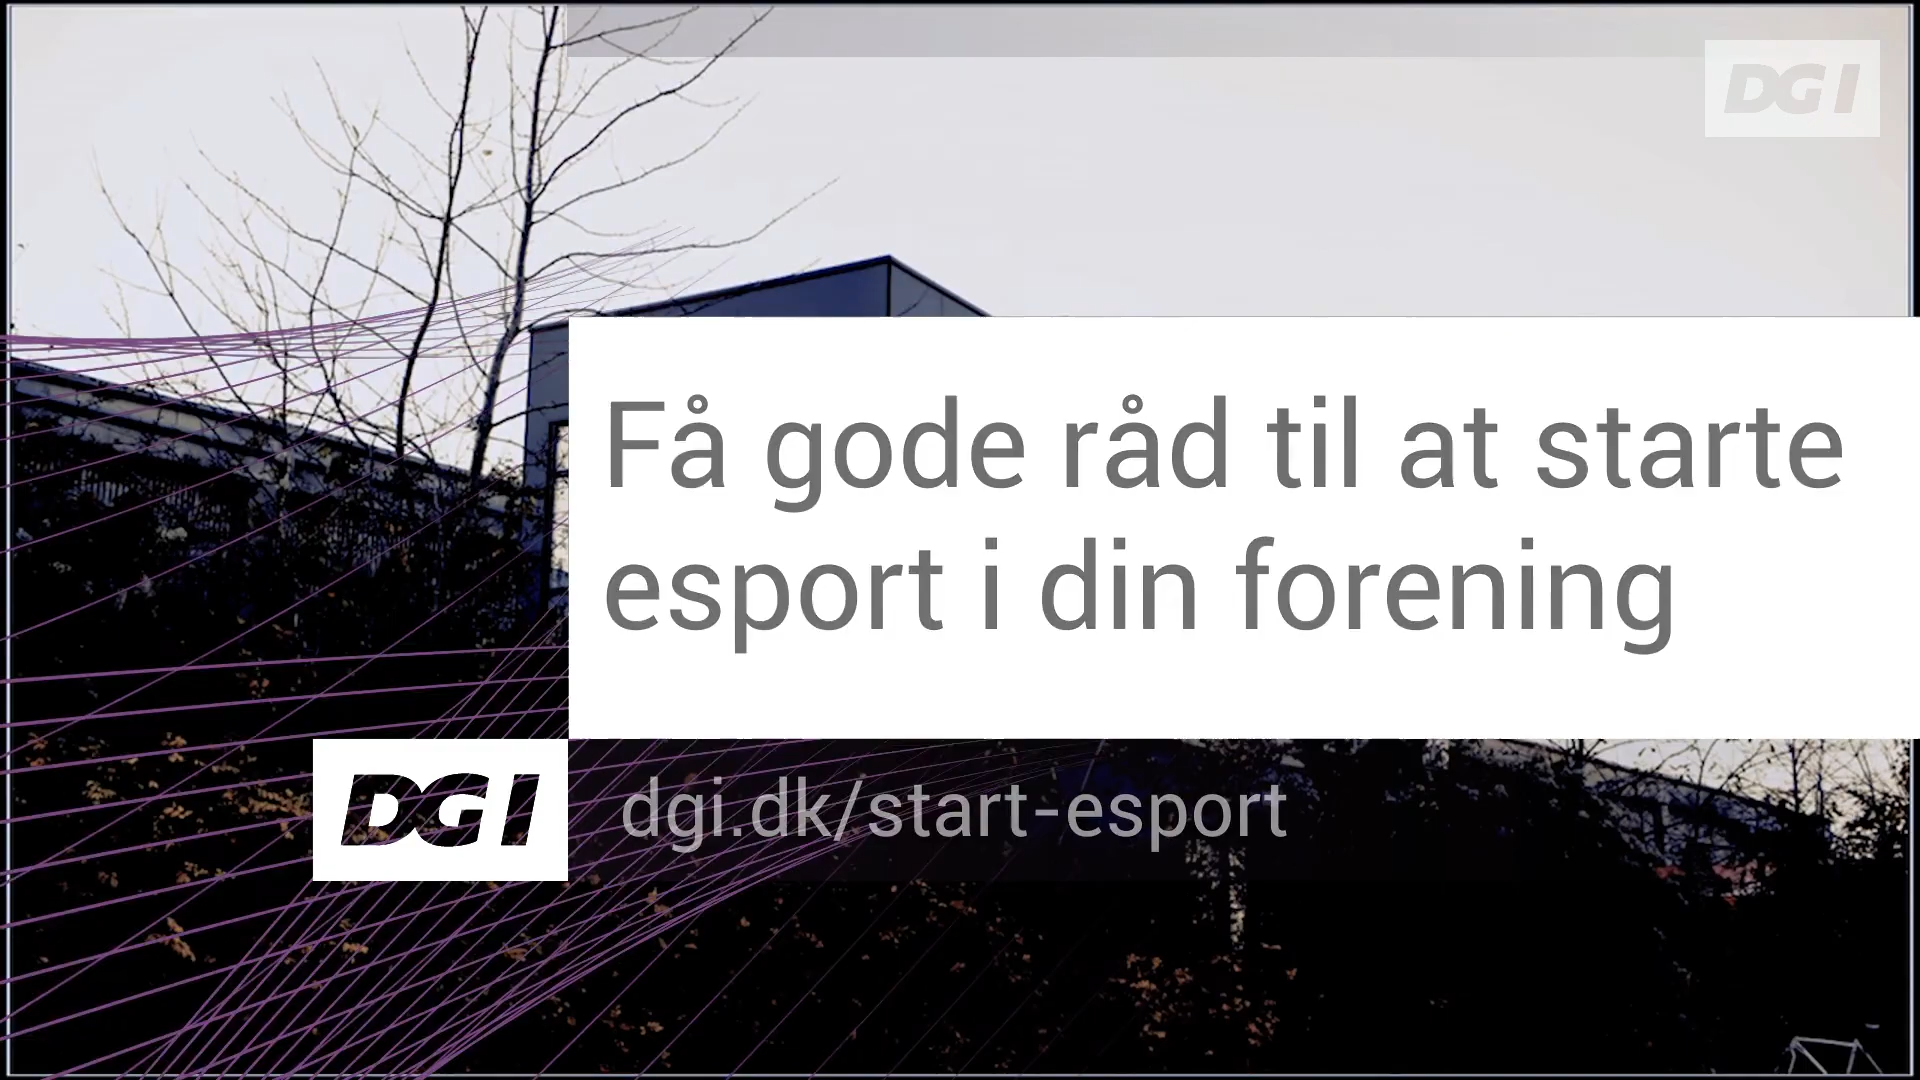 DGI
Få gode råd til at starte
esport i din forening
DGI
dgi.dk/start-esport